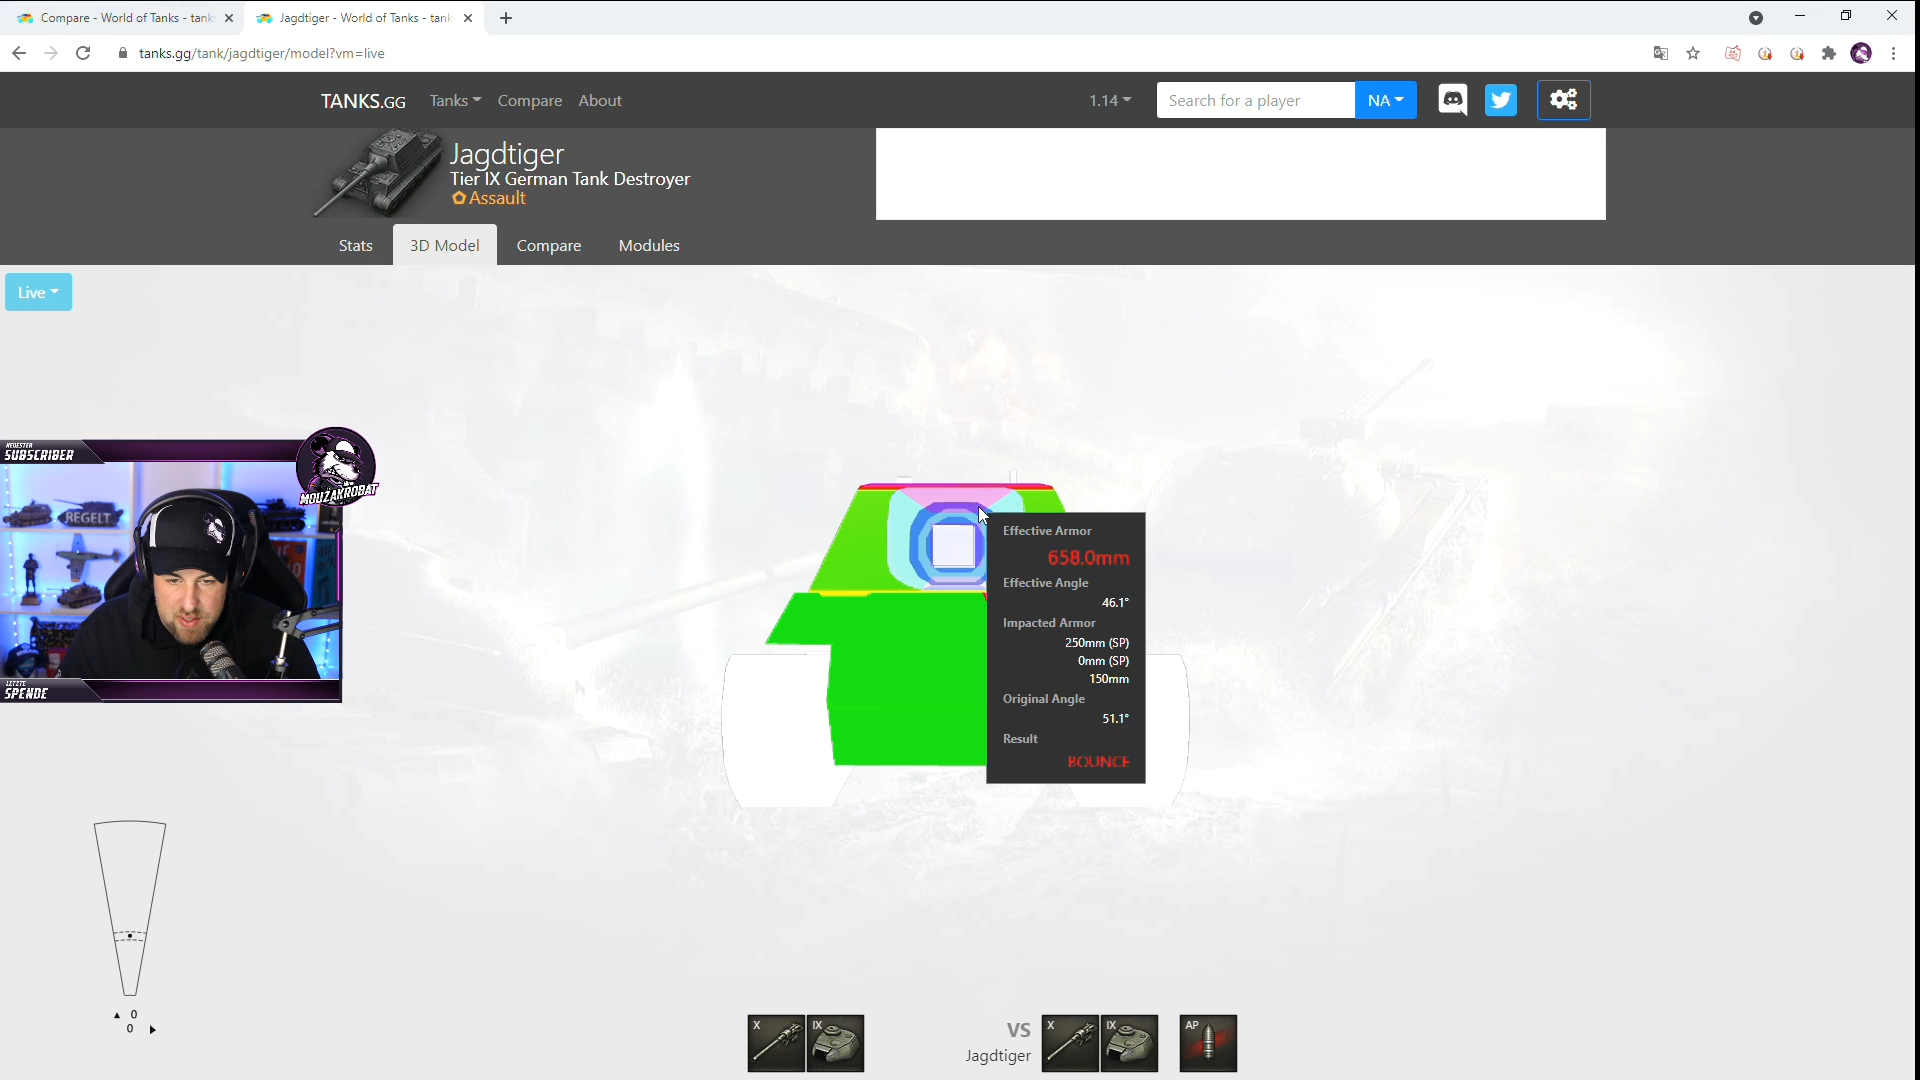 Compare - World of Tanks - tank
Jagdtiger - World of Tanks - tank
tanks.gg/tank/jagdtiger/model?vm=live
TANKS.GG
Tanks
Compare
About
1.14
Search for a player
NA
Jagdtiger
Tier IX German Tank Destroyer
Assault
Stats
3D Model
Compare
Modules
Live
NEUESTER
SUBSCRIBER
MOUZAKROBAT
REGELT
LETZTE
SPENDE
Effective Armor
658.0mm
Effective Angle
46.1°
Impacted Armor
250mm (SP)
0mm (SP)
150mm
Original Angle
51.1°
Result
BOUNCE
0
0
X
IX
VS
Jagdtiger
X
IX
AP